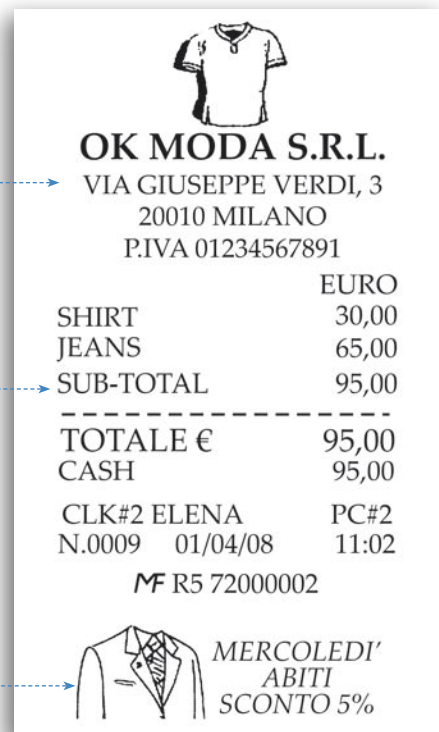 OK MODA S.R.L.
VIA GIUSEPPE VERDI, 3
20010 MILANO
P.IVA 01234567891
EURO
SHIRT 30,00
JEANS 65,00
SUB-TOTAL 95,00
TOTALE € 95,00
CASH 95,00
CLK#2 ELENA PC#2
N.0009 01/04/08 11:02
MF R5 72000002
MERCOLEDI’
ABITI
SCONTO 5%